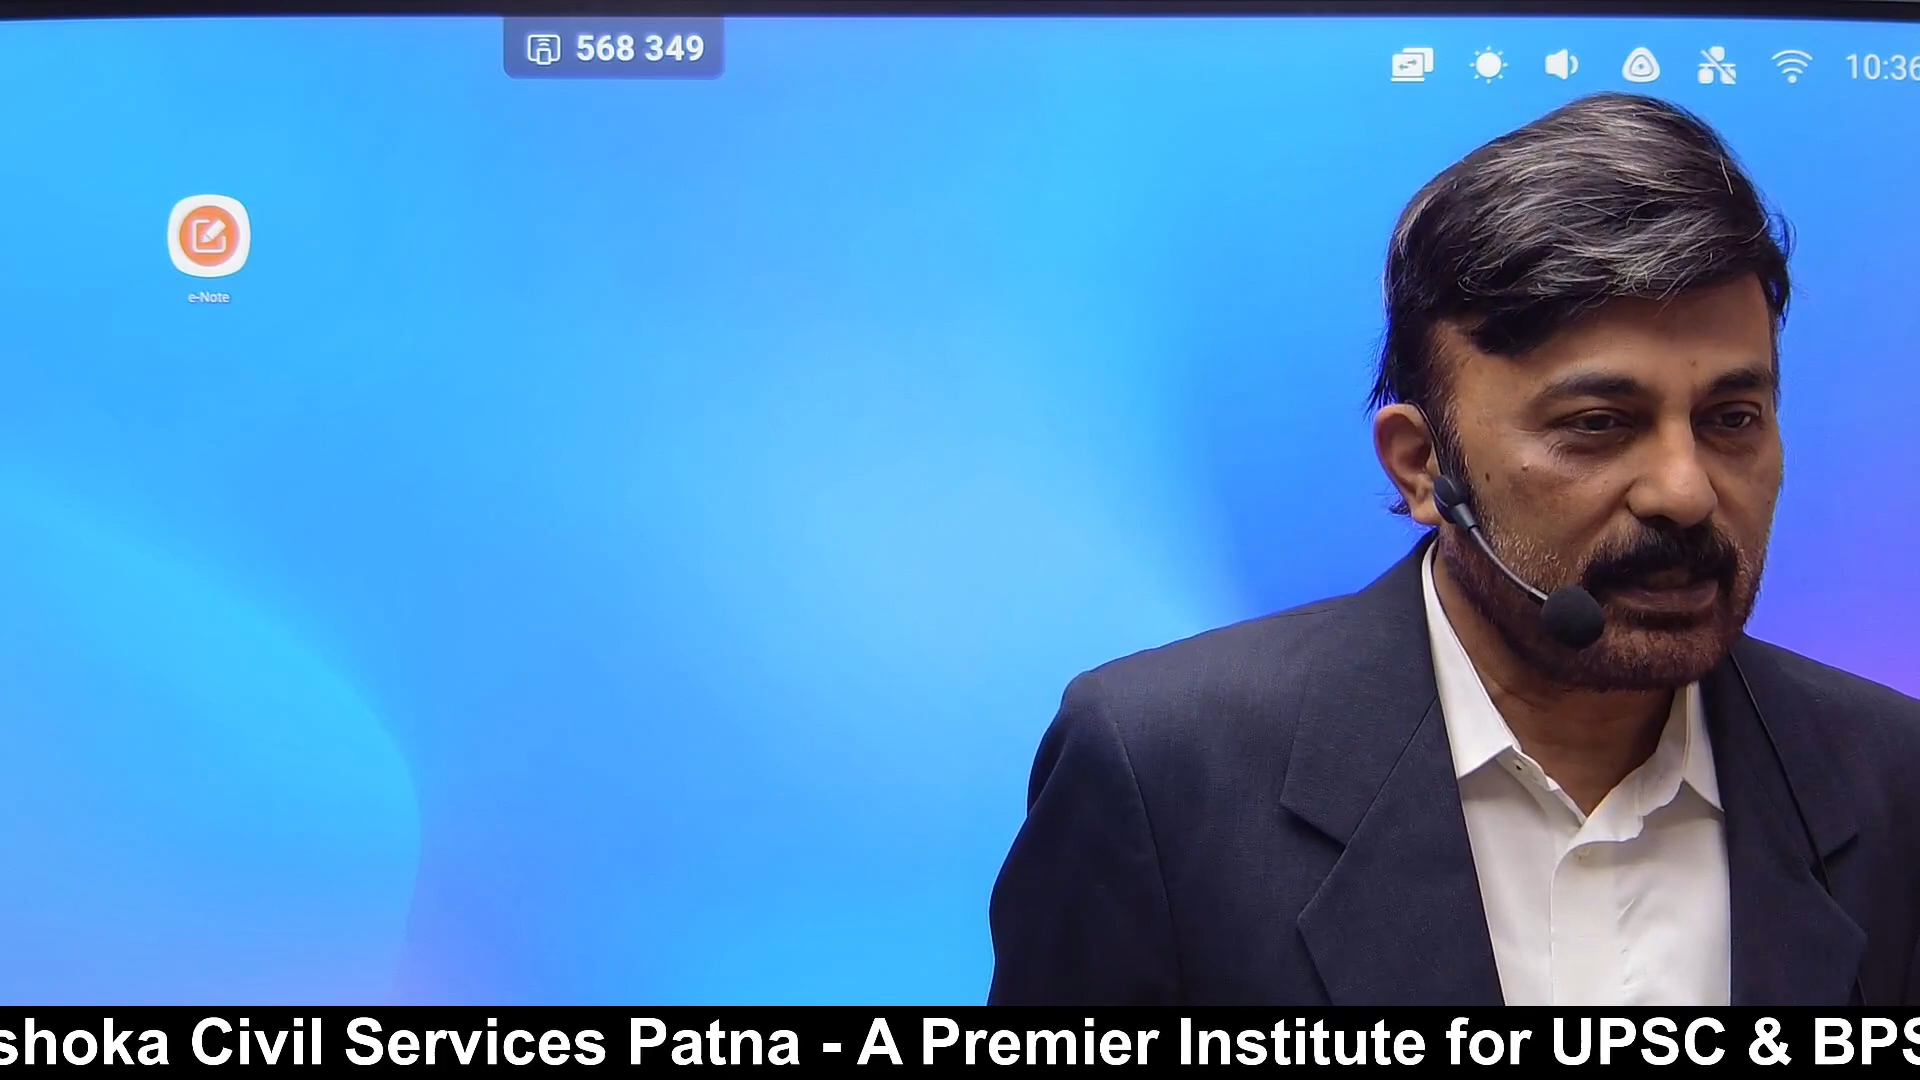 568 349
10:36
e-Note
shoka Civil Services Patna - A Premier Institute for UPSC & BPS